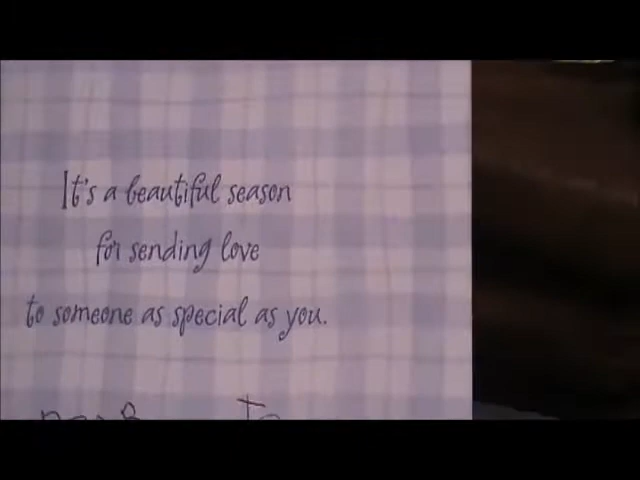 It's a beautiful season
for sending love
to someone as special as you.